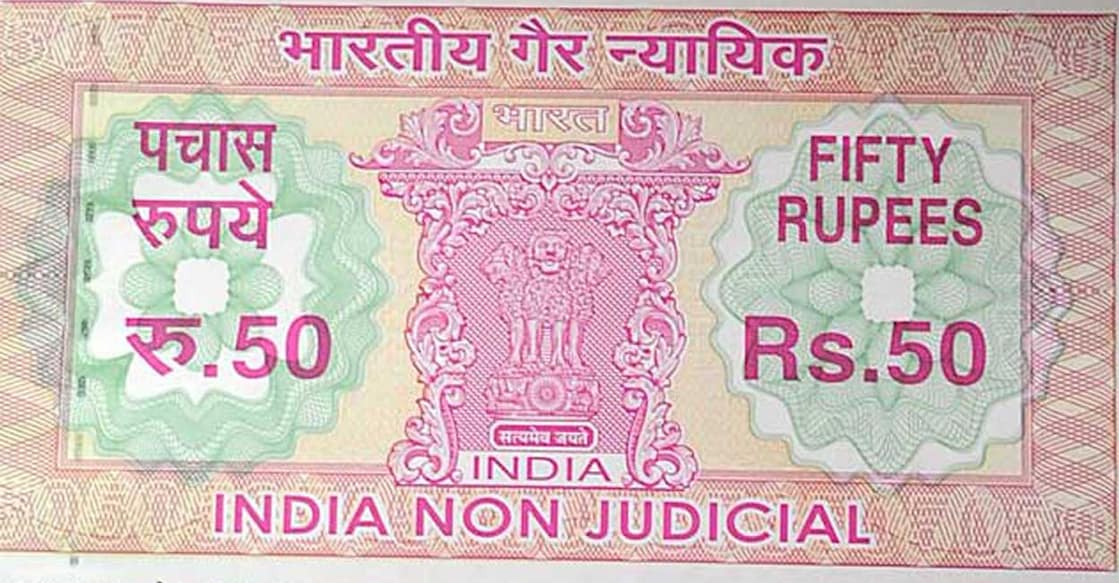 भारतीय गैर न्यायिक
भारत
पचास
रुपये
रु.50
FIFTY
RUPEES
Rs.50
सत्यमेव जयते
INDIA
INDIA NON JUDICIAL